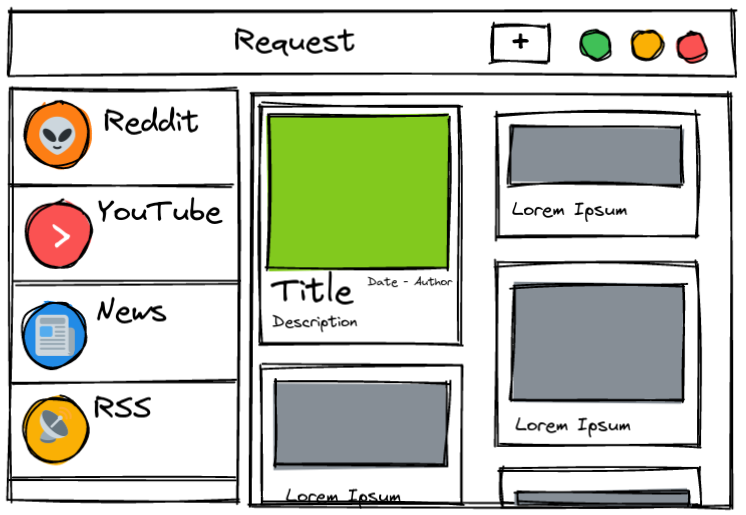 Request
+
Reddit
YouTube
News
RSS
Title
Date - Author
Description
Lorem Ipsum
Lorem Ipsum
Lorem Ipsum